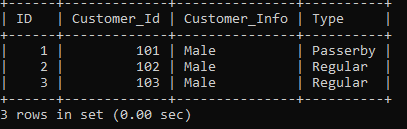 +------+-------------+---------------+----------+
| ID   | Customer_Id | Customer_Info | Type     |
+------+-------------+---------------+----------+
|    1 |         101 | Male          | Passerby |
|    2 |         102 | Male          | Regular  |
|    3 |         103 | Male          | Regular  |
+------+-------------+---------------+----------+
3 rows in set (0.00 sec)